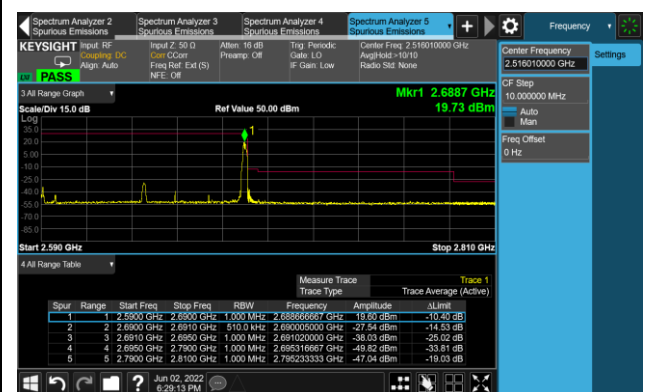 Spectrum Analyzer 2 Spectrum Analyzer 3 Spectrum Analyzer 4 Spectrum Analyzer 5 Frequency
Spurious Emissions Spurious Emissions Spurious Emissions Spurious Emissions
KEYSIGHT Input: RF Input Z: 50 Ω Atten: 16 dB Trig: Periodic Center Freq: 2.516010000 GHz
Coupling: DC Corr CCorr Preamp: Off Gate: LO Avg|Hold:>10/10
Align: Auto Freq Ref: Ext (S) IF Gain: Low Radio Std: None
NFE: Off
PASS
Center Frequency Settings
2.516010000 GHz
CF Step
10.000000 MHz
Auto
Man
Freq Offset
0 Hz
3 All Range Graph Mkr1 2.6887 GHz
Scale/Div 15.0 dB Ref Value 50.00 dBm 19.73 dBm
Log
35.0
20.0
5.00
-10.0
-25.0
-40.0
-55.0
-70.0
-85.0
1
Start 2.590 GHz Stop 2.810 GHz
4 All Range Table
Measure Trace Trace 1
Trace Type Trace Average (Active)
Spur Range Start Freq Stop Freq RBW Frequency Amplitude ΔLimit
1 1 2.5900 GHz 2.6900 GHz 1.000 MHz 2.688666667 GHz 19.60 dBm -10.40 dB
2 2 2.6900 GHz 2.6910 GHz 510.0 kHz 2.690005000 GHz -27.54 dBm -14.53 dB
3 3 2.6910 GHz 2.6950 GHz 1.000 MHz 2.691020000 GHz -38.03 dBm -25.02 dB
4 4 2.6950 GHz 2.7900 GHz 1.000 MHz 2.695316667 GHz -49.82 dBm -33.81 dB
5 5 2.7900 GHz 2.8100 GHz 1.000 MHz 2.795233333 GHz -47.04 dBm -19.03 dB
Jun 02, 2022
6:29:13 PM